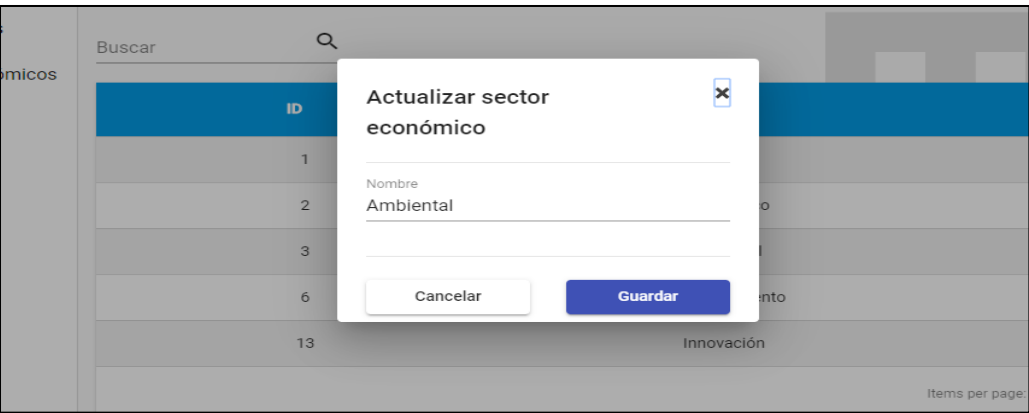 Buscar
ómicos
ID
Actualizar sector
económico
1
Nombre
2
Ambiental
o
3
l
6
Cancelar
Guardar
ento
13
Innovación
Items per page: